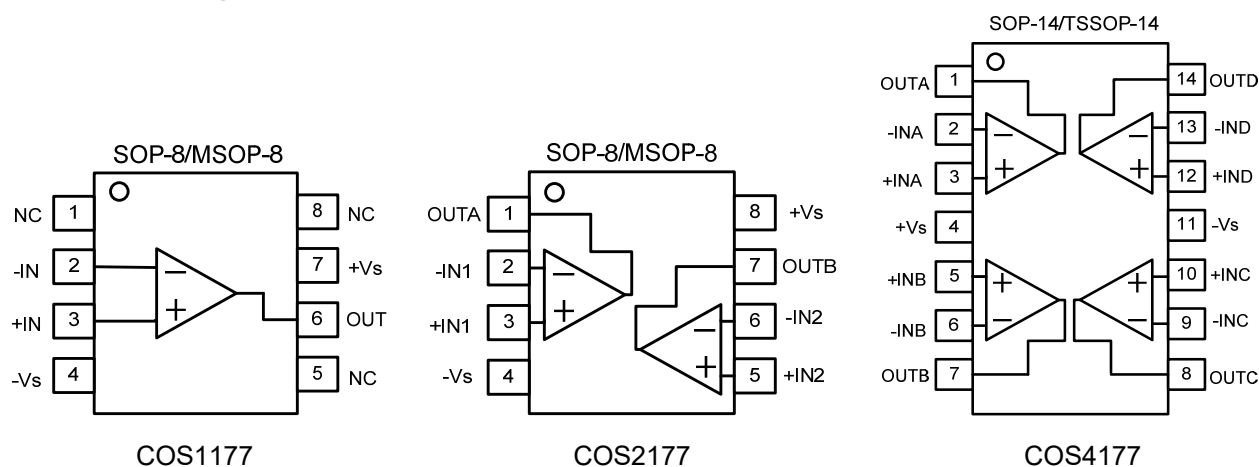 SOP-8/MSOP-8
NC 1
-IN 2
+IN 3
-Vs 4
8 NC
7 +Vs
6 OUT
5 NC
COS1177
SOP-8/MSOP-8
OUTA 1
-IN1 2
+IN1 3
-Vs 4
8 +Vs
7 OUTB
6 -IN2
5 +IN2
COS2177
SOP-14/TSSOP-14
OUTA 1
-INA 2
+INA 3
+Vs 4
+INB 5
-INB 6
OUTB 7
14 OUTD
13 -IND
12 +IND
11 -Vs
10 +INC
9 -INC
8 OUTC
COS4177